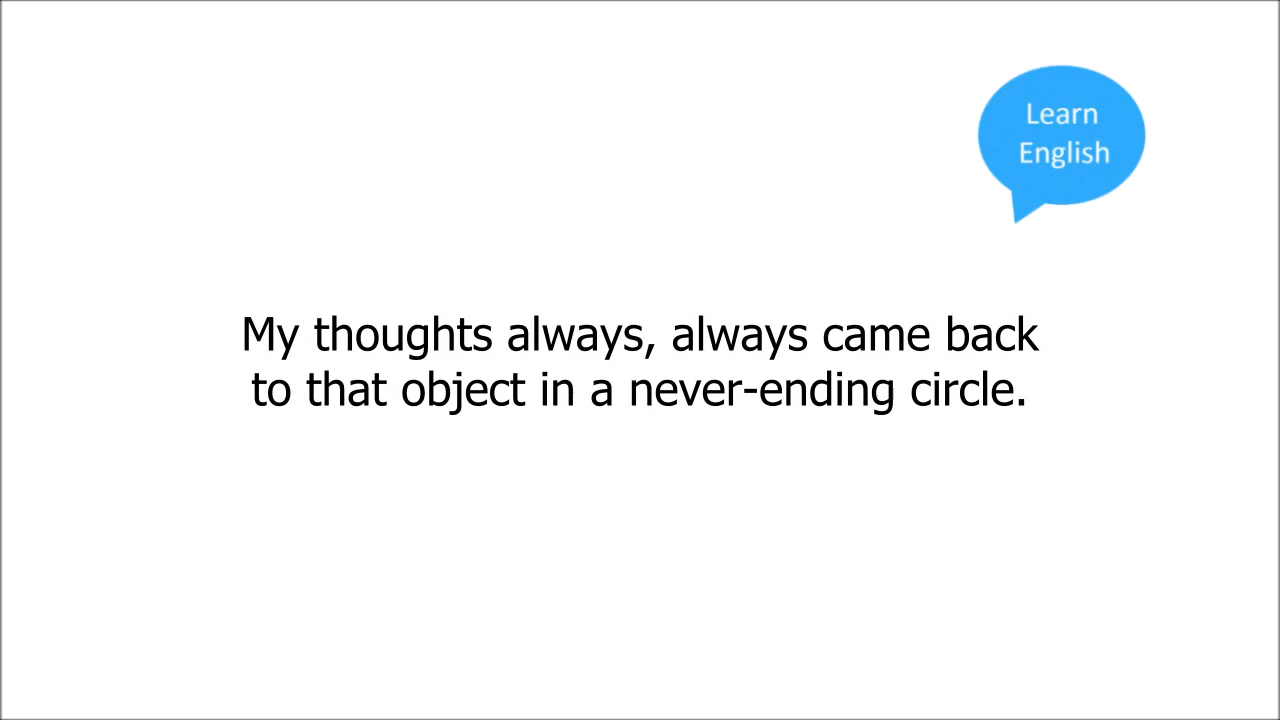 Learn
English
My thoughts always, always came back
to that object in a never-ending circle.